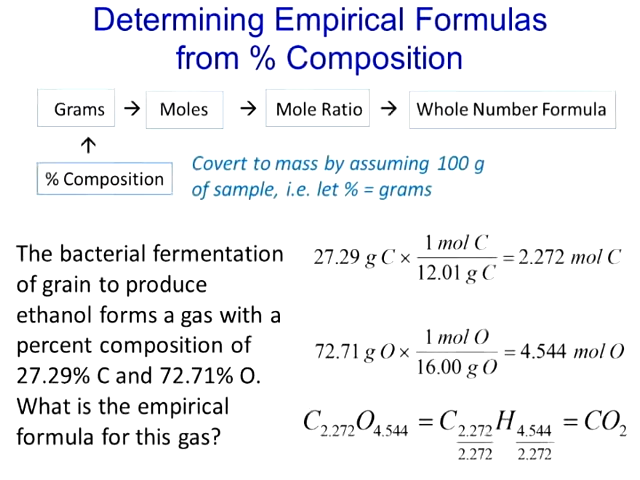 Determining Empirical Formulas
from % Composition
Grams → Moles → Mole Ratio → Whole Number Formula
↑
% Composition
Covert to mass by assuming 100 g
of sample, i.e. let % = grams
The bacterial fermentation
of grain to produce
ethanol forms a gas with a
percent composition of
27.29% C and 72.71% O.
What is the empirical
formula for this gas?
27.29 g C × 1 mol C / 12.01 g C = 2.272 mol C
72.71 g O × 1 mol O / 16.00 g O = 4.544 mol O
C₂.₂₇₂O₄.₅₄₄ = C₂.₂₇₂/₂.₂₇₂ H₄.₅₄₄/₂.₂₇₂ = CO₂